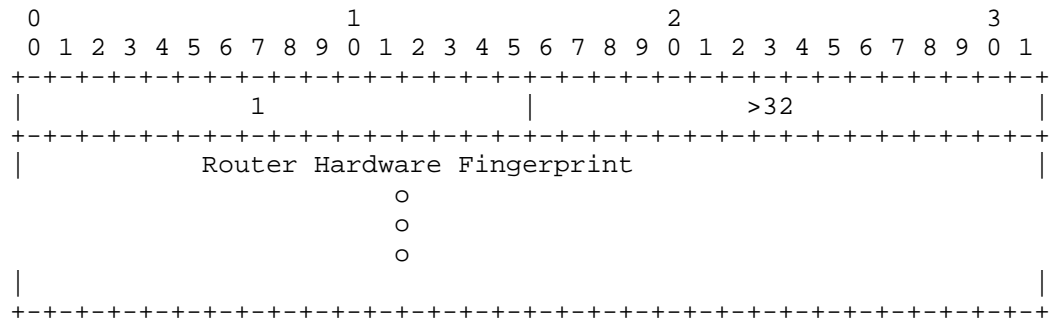 0                   1                   2                   3
 0 1 2 3 4 5 6 7 8 9 0 1 2 3 4 5 6 7 8 9 0 1 2 3 4 5 6 7 8 9 0 1
+-+-+-+-+-+-+-+-+-+-+-+-+-+-+-+-+-+-+-+-+-+-+-+-+-+-+-+-+-+-+-+-+
|              1                |             >32               |
+-+-+-+-+-+-+-+-+-+-+-+-+-+-+-+-+-+-+-+-+-+-+-+-+-+-+-+-+-+-+-+-+
|           Router Hardware Fingerprint                         |
                        o
                        o
                        o
|                                                               |
+-+-+-+-+-+-+-+-+-+-+-+-+-+-+-+-+-+-+-+-+-+-+-+-+-+-+-+-+-+-+-+-+